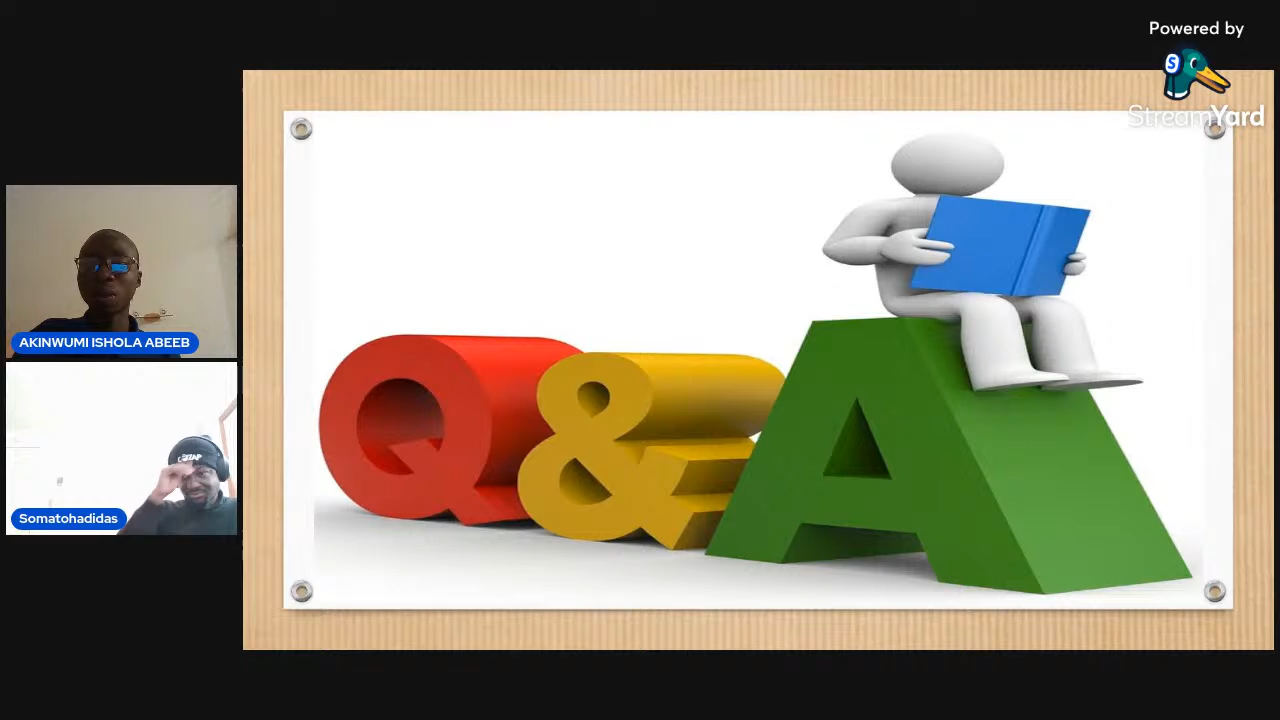 Powered by
S
StreamYard
AKINWUMI ISHOLA ABEEB
Somatohadidas
Q&A